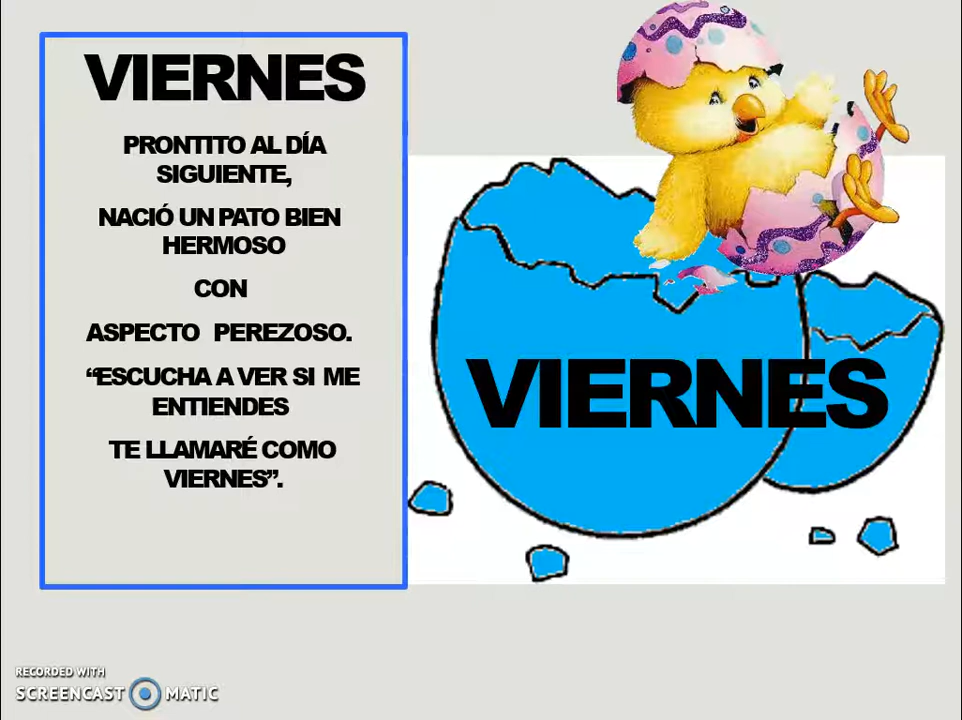 VIERNES
PRONTITO AL DÍA
SIGUIENTE,
NACIÓ UN PATO BIEN
HERMOSO
CON
ASPECTO PEREZOSO.
“ESCUCHA A VER SI ME
ENTIENDES
TE LLAMARÉ COMO
VIERNES”.
VIERNES
RECORDED WITH
SCREENCAST MATIC